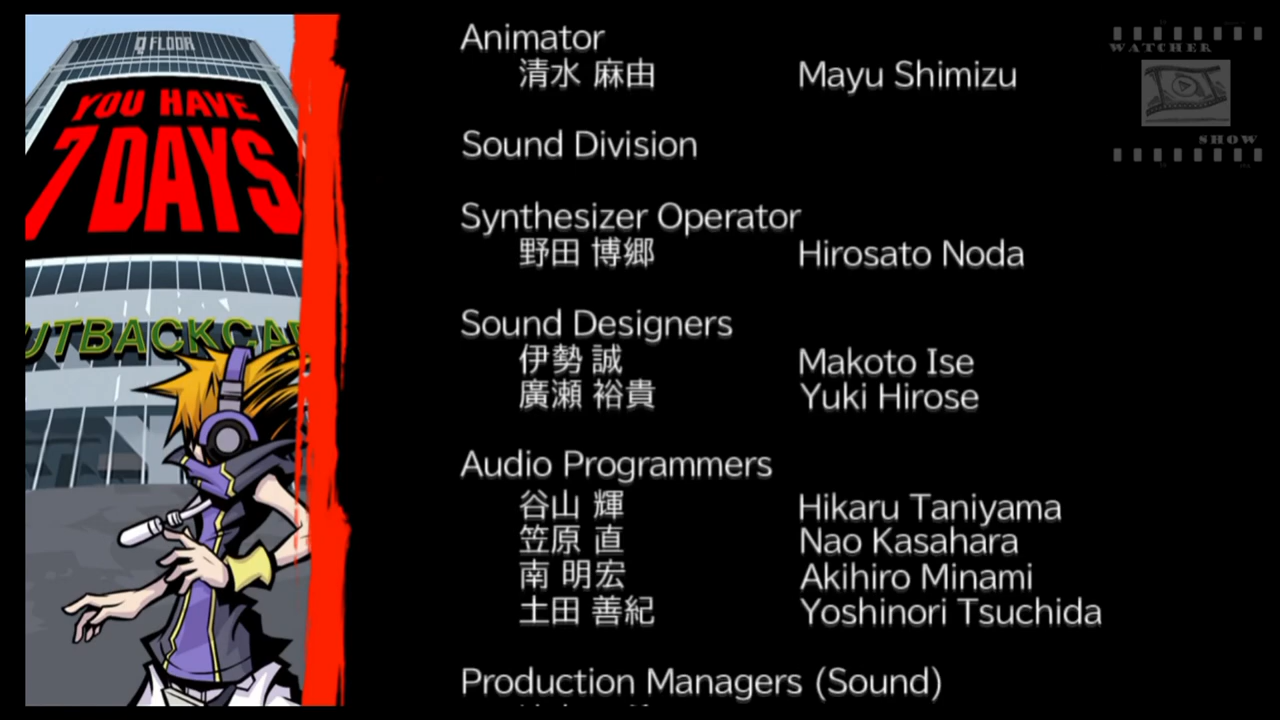 Q FLOOR
YOU HAVE
7 DAYS
UTBACKCA
Animator
清水 麻由 Mayu Shimizu
Sound Division
Synthesizer Operator
野田 博郷 Hirosato Noda
Sound Designers
伊勢 誠 Makoto Ise
廣瀬 裕貴 Yuki Hirose
Audio Programmers
谷山 輝 Hikaru Taniyama
笠原 直 Nao Kasahara
南 明宏 Akihiro Minami
土田 善紀 Yoshinori Tsuchida
Production Managers (Sound)
WATCHER
SHOW